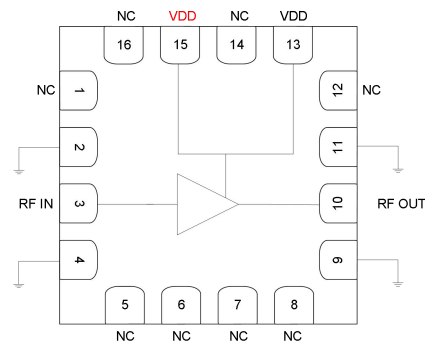 NC VDD NC VDD
16 15 14 13
NC 1 12 NC
2 11
RF IN 3 10 RF OUT
4 9
5 6 7 8
NC NC NC NC